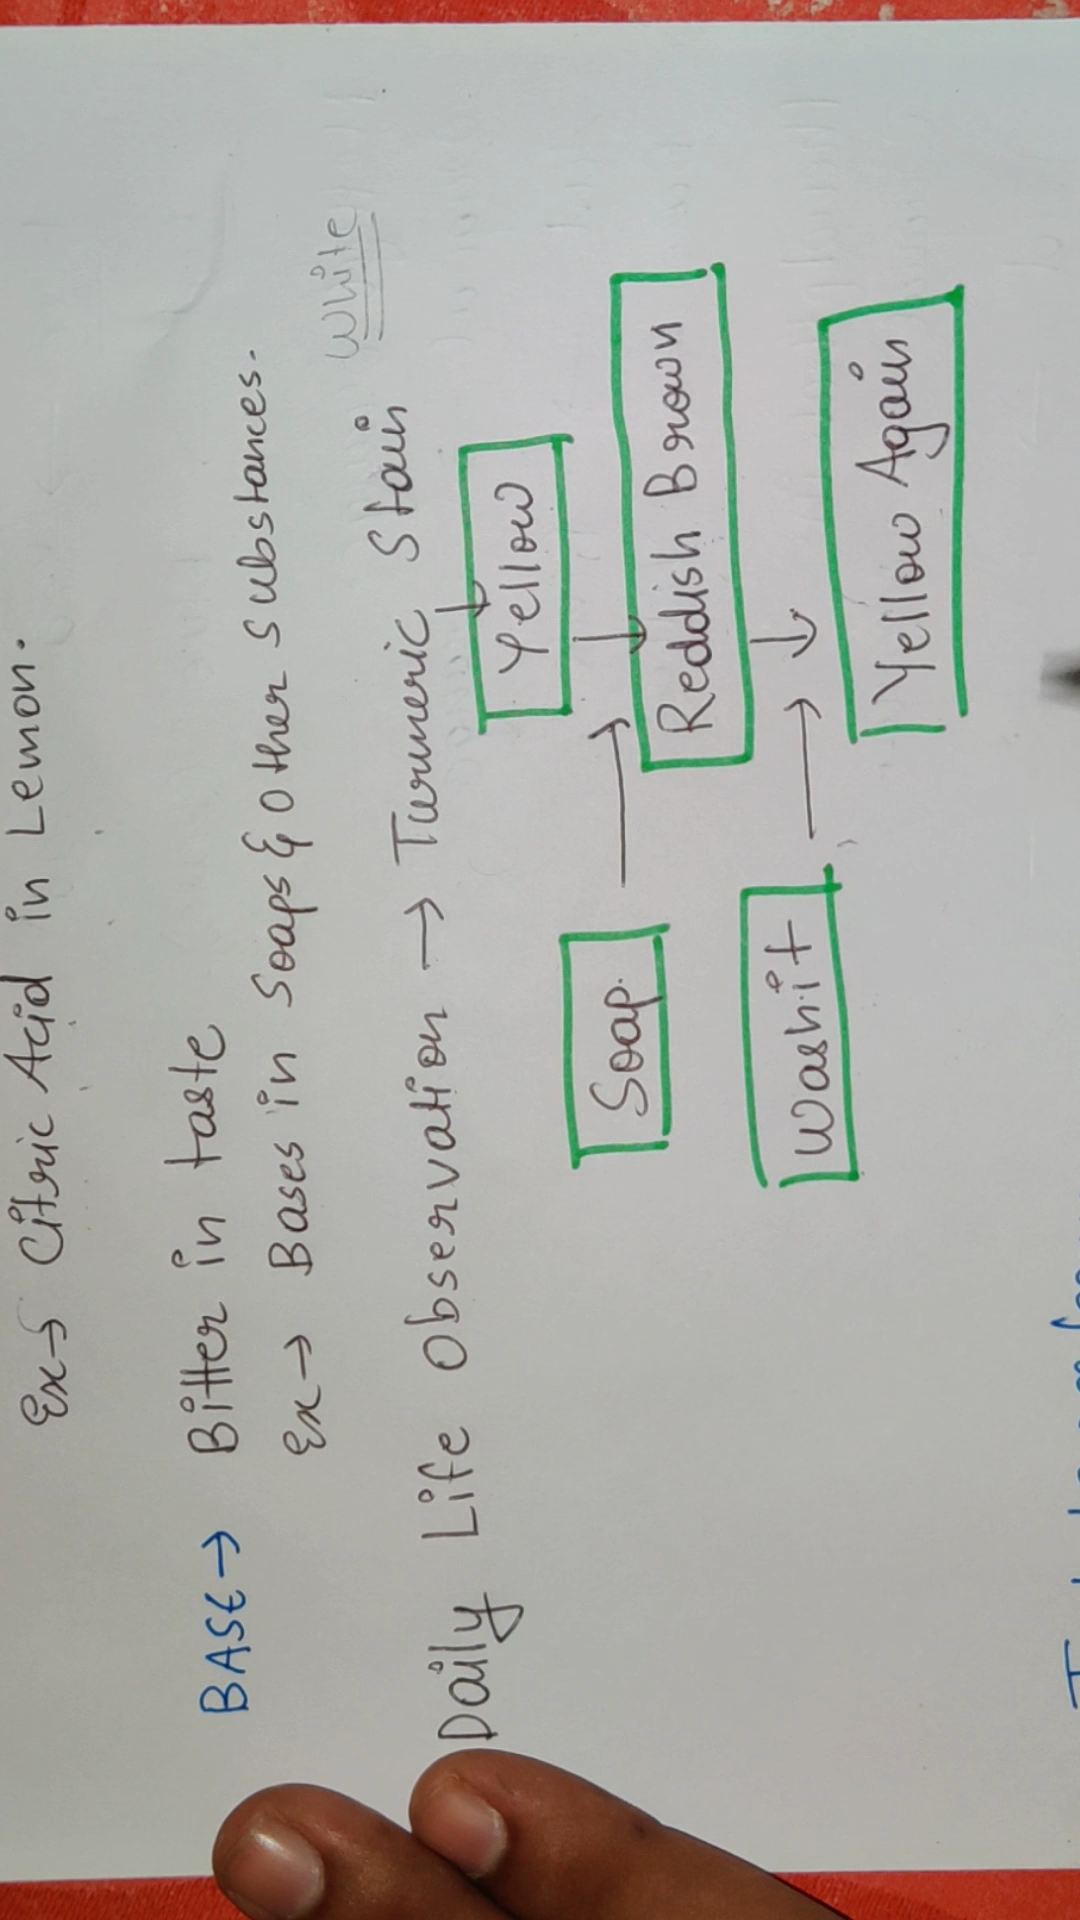 Ex→ Citric Acid in Lemon.
BASE→ Bitter in taste
Ex→ Bases in Soaps & Other Substances.
White
Daily Life Observation → Turmeric Stain
Yellow
Soap.
Reddish Brown
Wash it
Yellow Again